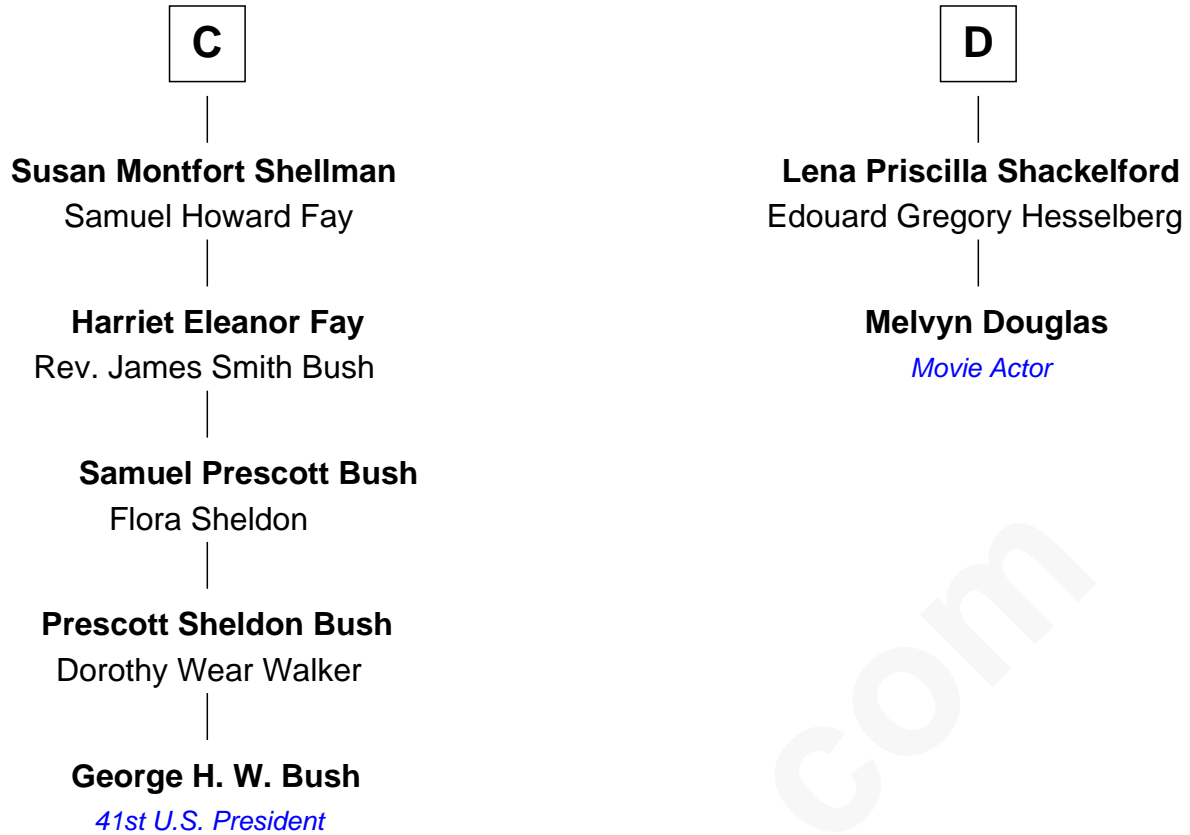 C
Susan Montfort Shellman
Samuel Howard Fay
Harriet Eleanor Fay
Rev. James Smith Bush
Samuel Prescott Bush
Flora Sheldon
Prescott Sheldon Bush
Dorothy Wear Walker
George H. W. Bush
41st U.S. President
D
Lena Priscilla Shackelford
Edouard Gregory Hesselberg
Melvyn Douglas
Movie Actor
com